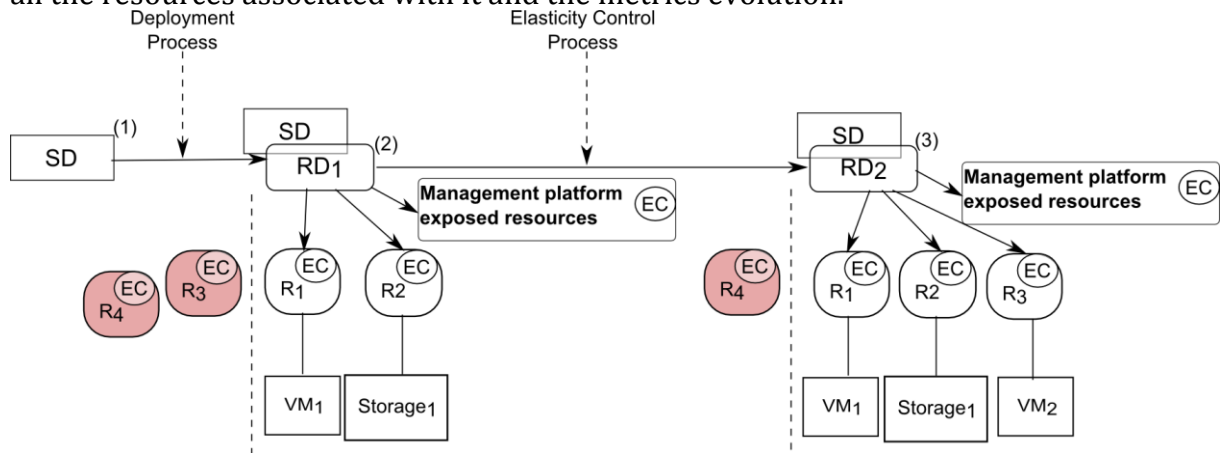 all the resources associated with it and the metrics evolution.
Deployment
Process
Elasticity Control
Process
SD
(1)
SD
(2)
RD1
SD
(3)
RD2
Management platform
exposed resources
EC
Management platform
exposed resources
EC
EC
R4
EC
R3
EC
R1
EC
R2
EC
R4
EC
R1
EC
R2
EC
R3
VM1
Storage1
VM1
Storage1
VM2